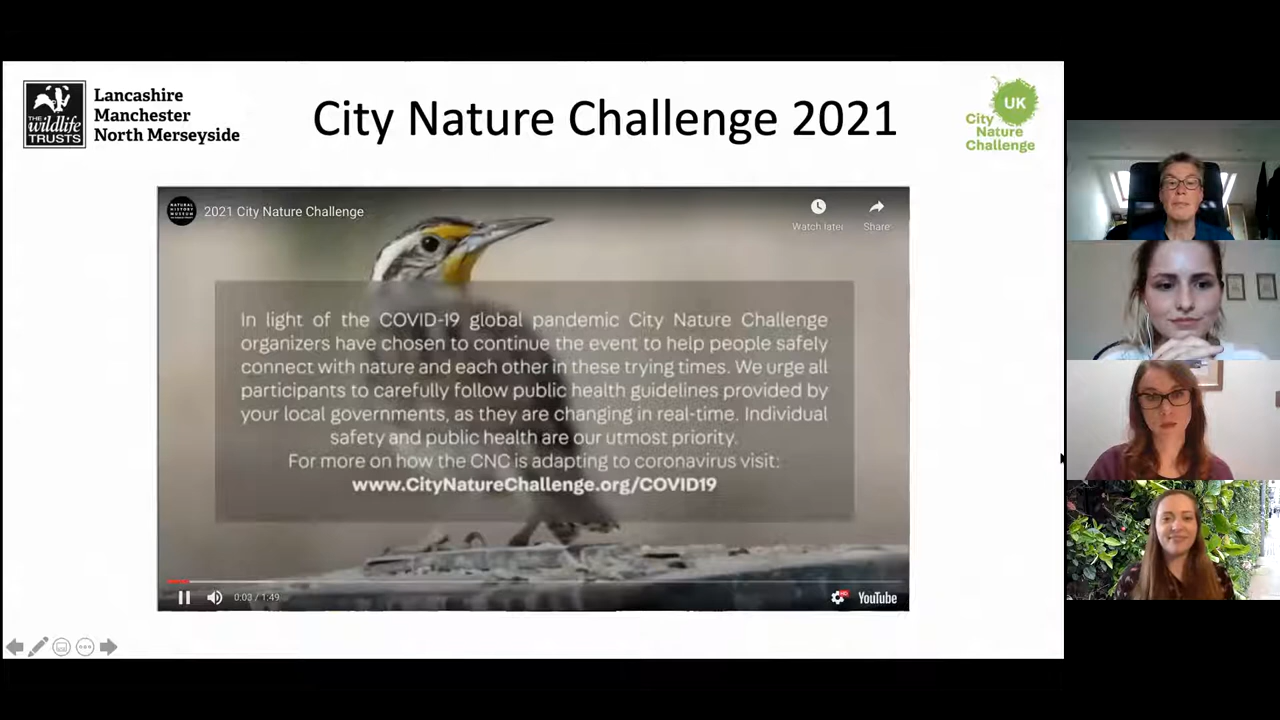 THE
wildlife
TRUSTS
Lancashire
Manchester
North Merseyside
City Nature Challenge 2021
UK
City
Nature
Challenge
NATURAL
HISTORY
MUSEUM
2021 City Nature Challenge
Watch later
Share
In light of the COVID-19 global pandemic City Nature Challenge
organizers have chosen to continue the event to help people safely
connect with nature and each other in these trying times. We urge all
participants to carefully follow public health guidelines provided by
your local governments, as they are changing in real-time. Individual
safety and public health are our utmost priority.
For more on how the CNC is adapting to coronavirus visit:
www.CityNatureChallenge.org/COVID19
0:03 / 1:49
HD
YouTube